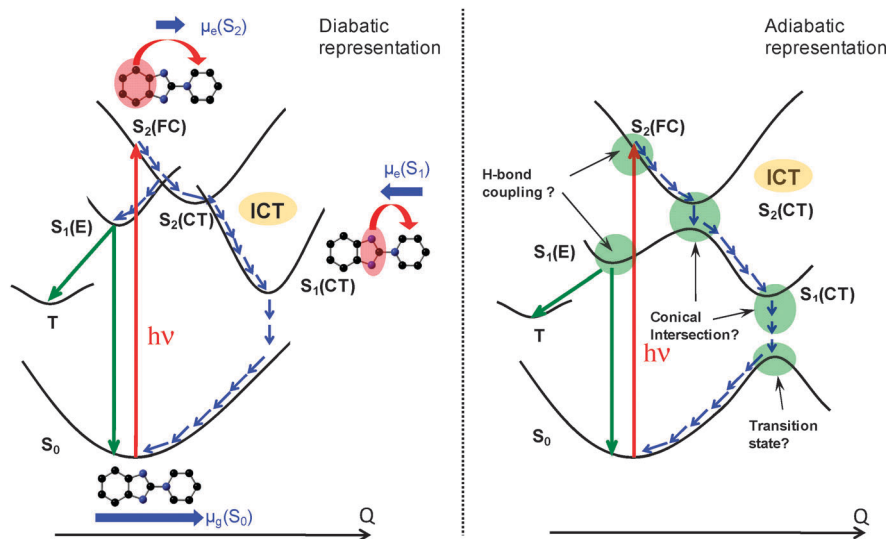 μe(S2)
Diabatic
representation
S2(FC)
S1(E)
S2(CT)
ICT
μe(S1)
S1(CT)
T
hν
S0
μg(S0)
Q
Adiabatic
representation
S2(FC)
H-bond
coupling ?
ICT
S2(CT)
S1(E)
S1(CT)
T
Conical
Intersection?
hν
S0
Transition
state?
Q